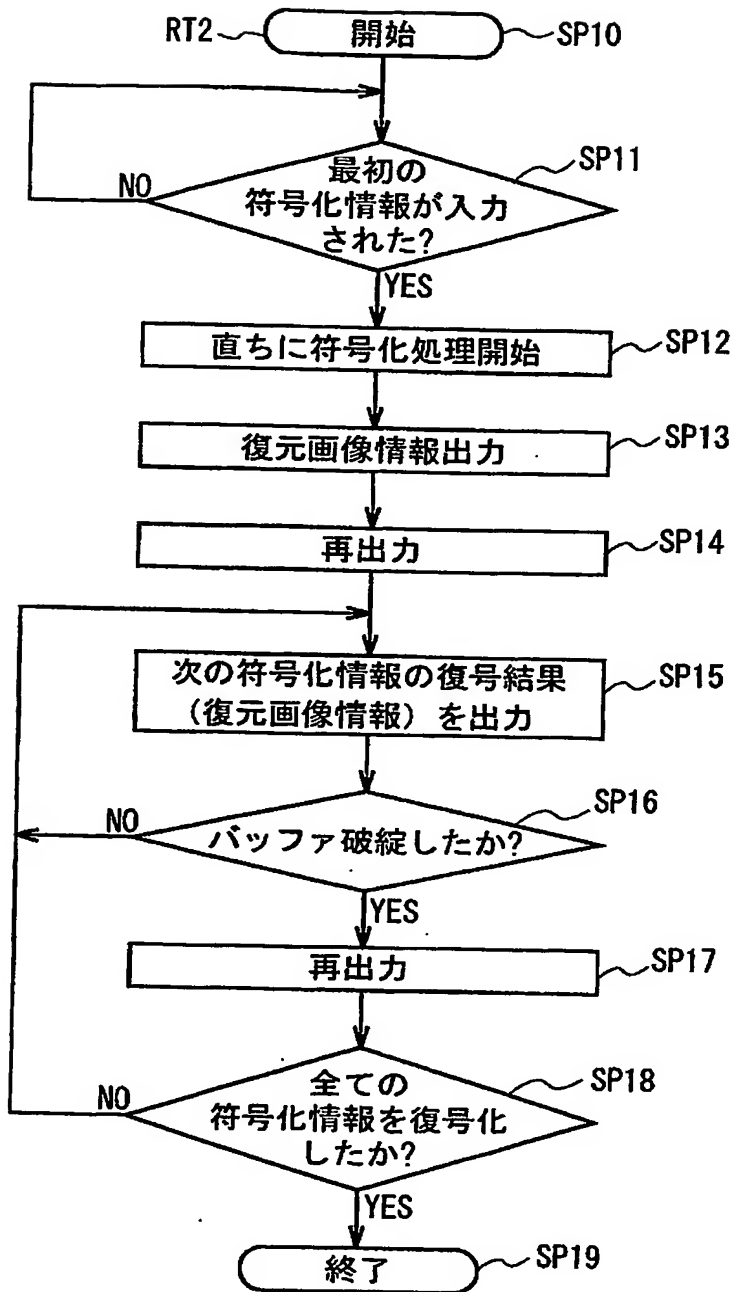 RT2 開始 SP10
最初の SP11
符号化情報が入力
された?
NO
YES
直ちに符号化処理開始 SP12
復元画像情報出力 SP13
再出力 SP14
次の符号化情報の復号結果 SP15
(復元画像情報)を出力
バッファ破綻したか? SP16
NO
YES
再出力 SP17
全ての SP18
符号化情報を復号化
したか?
NO
YES
終了 SP19